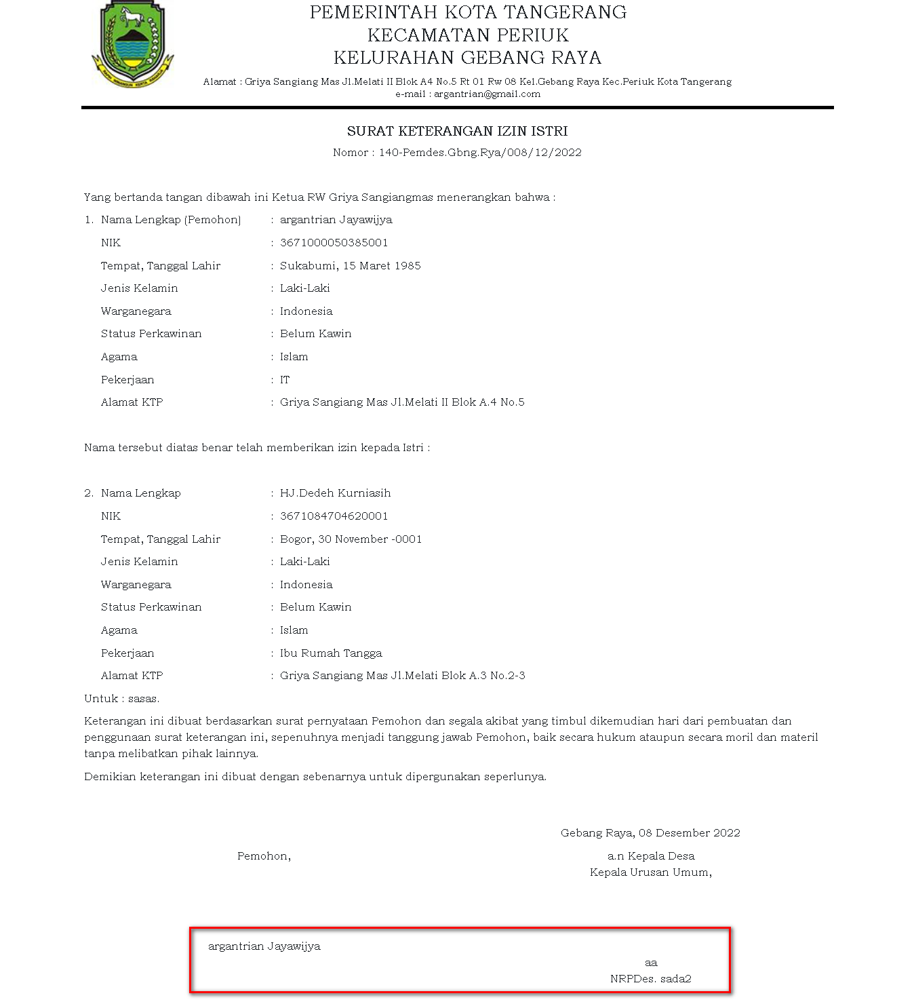 PEMERINTAH KOTA TANGERANG
KECAMATAN PERIUK
KELURAHAN GEBANG RAYA
Alamat : Griya Sangiang Mas Jl.Melati II Blok A4 No.5 Rt 01 Rw 08 Kel.Gebang Raya Kec.Periuk Kota Tangerang
e-mail : argantrian@gmail.com
SURAT KETERANGAN IZIN ISTRI
Nomor : 140-Pemdes.Gbng.Rya/008/12/2022
Yang bertanda tangan dibawah ini Ketua RW Griya Sangiangmas menerangkan bahwa :
1. Nama Lengkap (Pemohon) : argantrian Jayawijya
NIK : 3671000050385001
Tempat, Tanggal Lahir : Sukabumi, 15 Maret 1985
Jenis Kelamin : Laki-Laki
Warganegara : Indonesia
Status Perkawinan : Belum Kawin
Agama : Islam
Pekerjaan : IT
Alamat KTP : Griya Sangiang Mas Jl.Melati II Blok A.4 No.5
Nama tersebut diatas benar telah memberikan izin kepada Istri :
2. Nama Lengkap : HJ.Dedeh Kurniasih
NIK : 3671084704620001
Tempat, Tanggal Lahir : Bogor, 30 November -0001
Jenis Kelamin : Laki-Laki
Warganegara : Indonesia
Status Perkawinan : Belum Kawin
Agama : Islam
Pekerjaan : Ibu Rumah Tangga
Alamat KTP : Griya Sangiang Mas Jl.Melati Blok A.3 No.2-3
Untuk : sasas.
Keterangan ini dibuat berdasarkan surat pernyataan Pemohon dan segala akibat yang timbul dikemudian hari dari pembuatan dan
penggunaan surat keterangan ini, sepenuhnya menjadi tanggung jawab Pemohon, baik secara hukum ataupun secara moril dan materil
tanpa melibatkan pihak lainnya.
Demikian keterangan ini dibuat dengan sebenarnya untuk dipergunakan seperlunya.
Gebang Raya, 08 Desember 2022
Pemohon, a.n Kepala Desa
Kepala Urusan Umum,
argantrian Jayawijya
aa
NRPDes. sada2